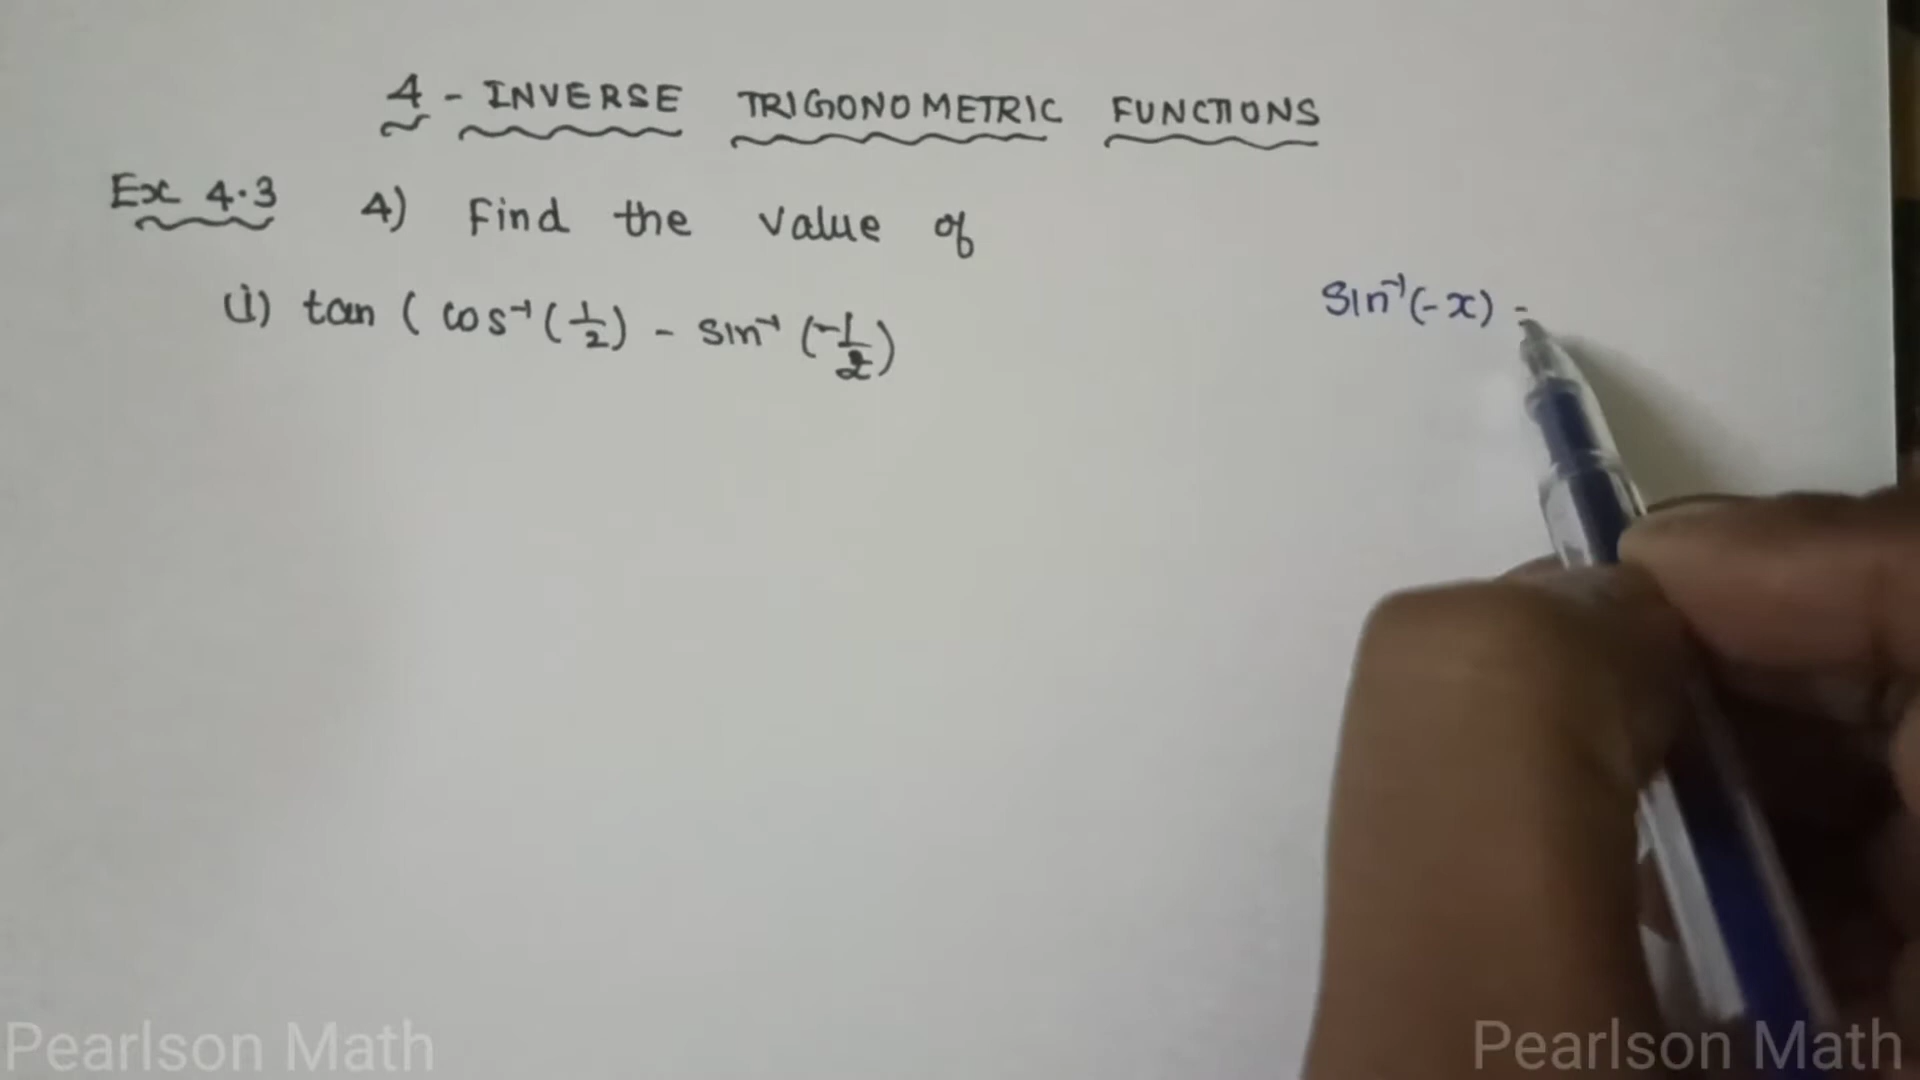 4 - INVERSE TRIGONOMETRIC FUNCTIONS
Ex 4.3 4) Find the value of
(i) tan ( cos⁻¹ (1/2) - sin⁻¹ (-1/2)
sin⁻¹(-x) =
Pearlson Math Pearlson Math